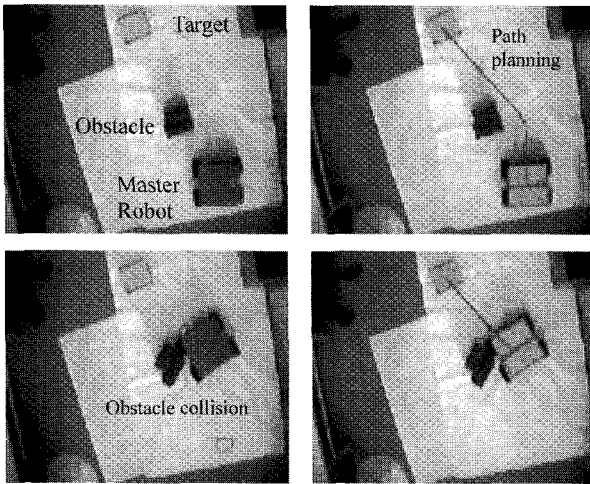 Target
Obstacle
Master
Robot
Path
planning
Obstacle collision